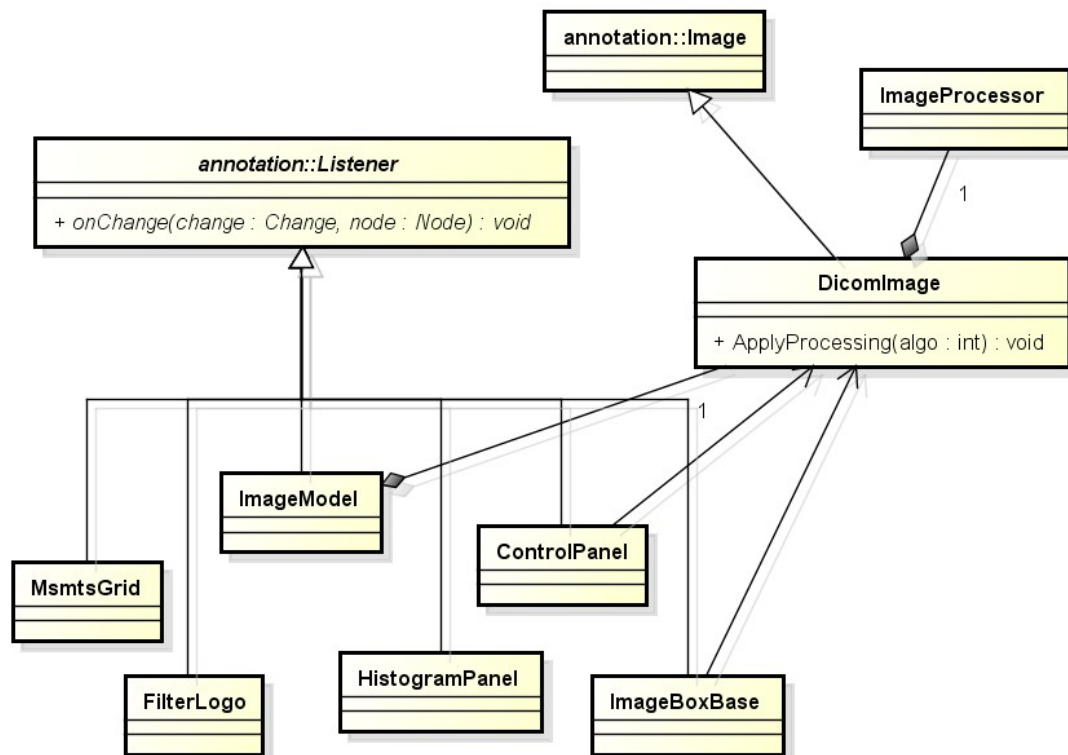 annotation::Image
ImageProcessor
annotation::Listener
+ onChange(change : Change, node : Node) : void
1
DicomImage
+ ApplyProcessing(algo : int) : void
1
ImageModel
ControlPanel
MsmtsGrid
HistogramPanel
FilterLogo
ImageBoxBase